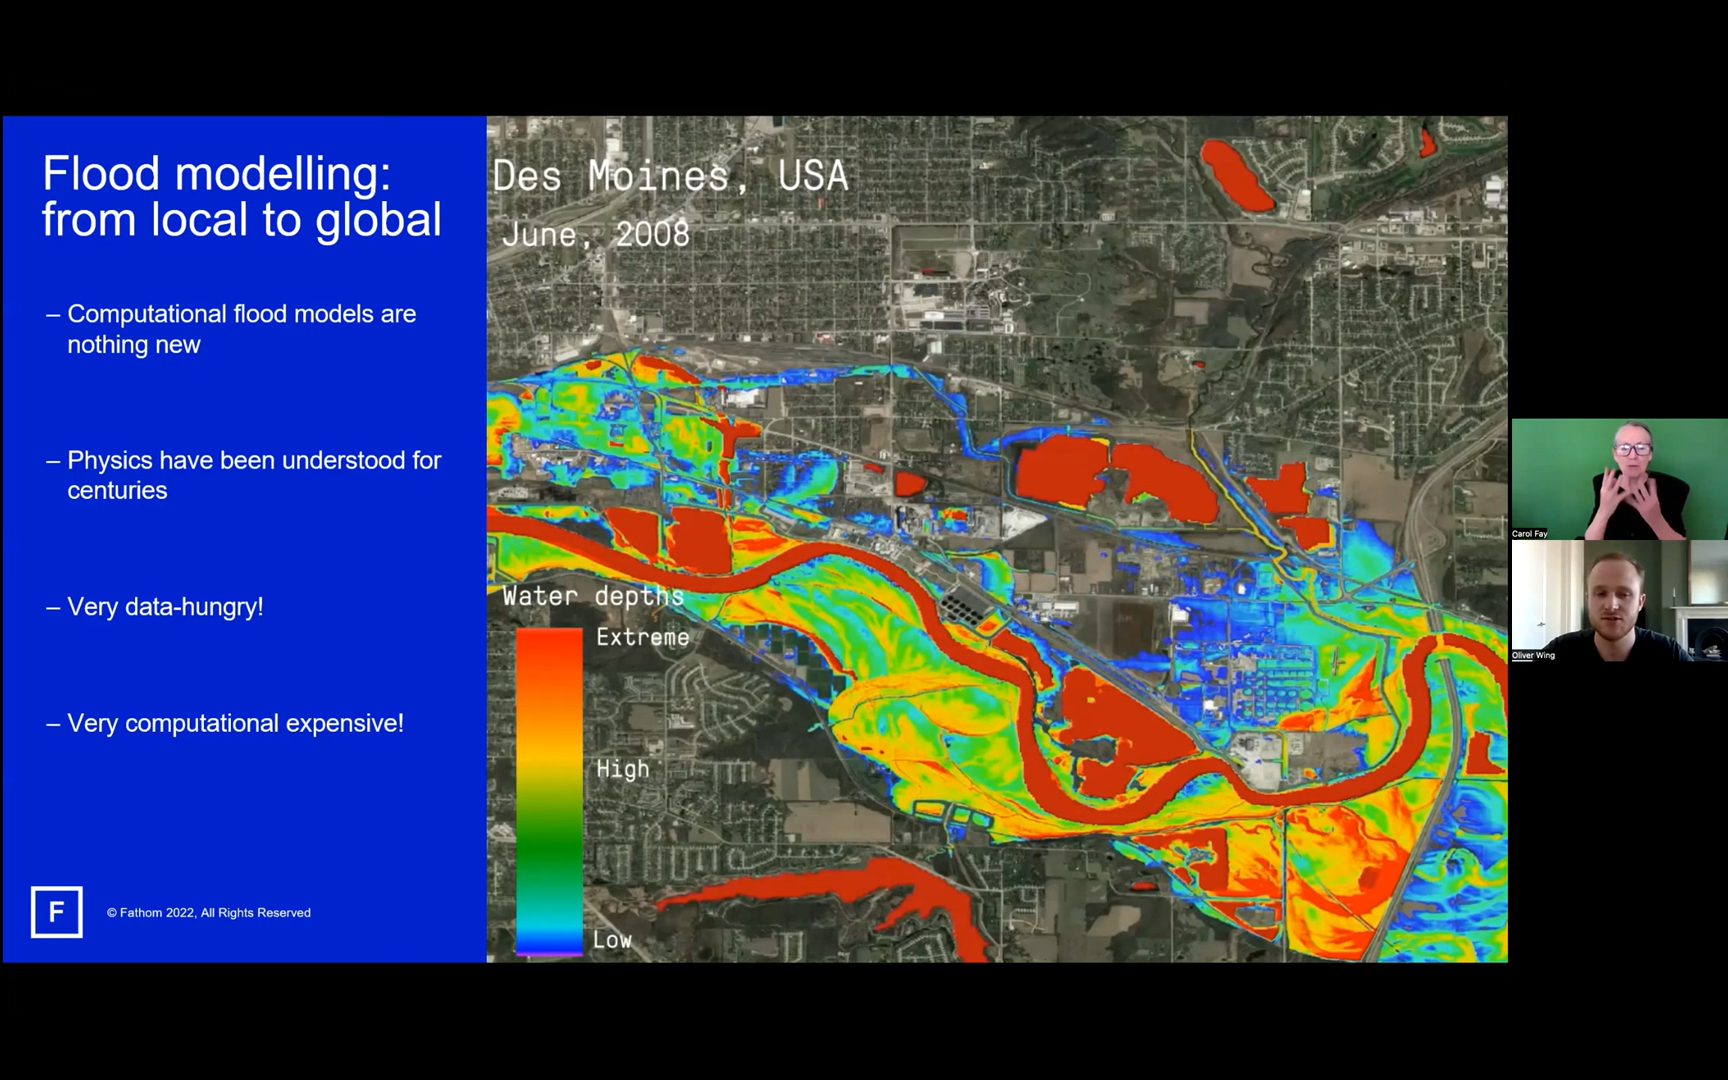 Flood modelling:
from local to global
– Computational flood models are
nothing new
– Physics have been understood for
centuries
– Very data-hungry!
– Very computational expensive!
F
© Fathom 2022, All Rights Reserved
Des Moines, USA
June, 2008
Water depths
Extreme
High
Low
Carol Fay
Oliver Wing